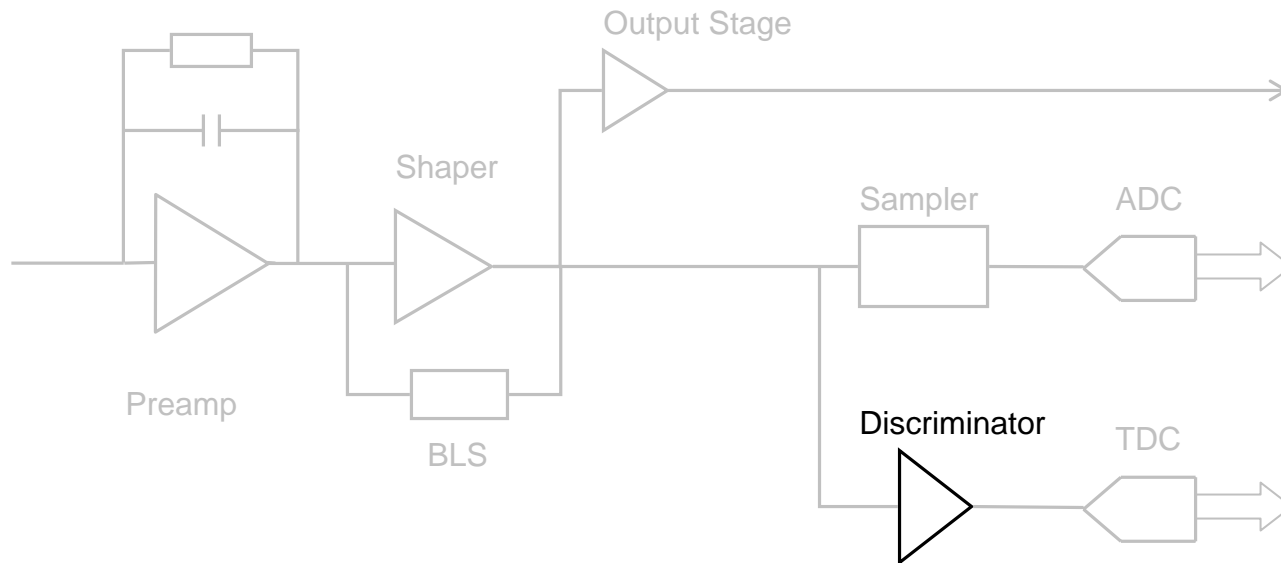 Output Stage
Shaper
Sampler
ADC
Preamp
Discriminator
TDC
BLS